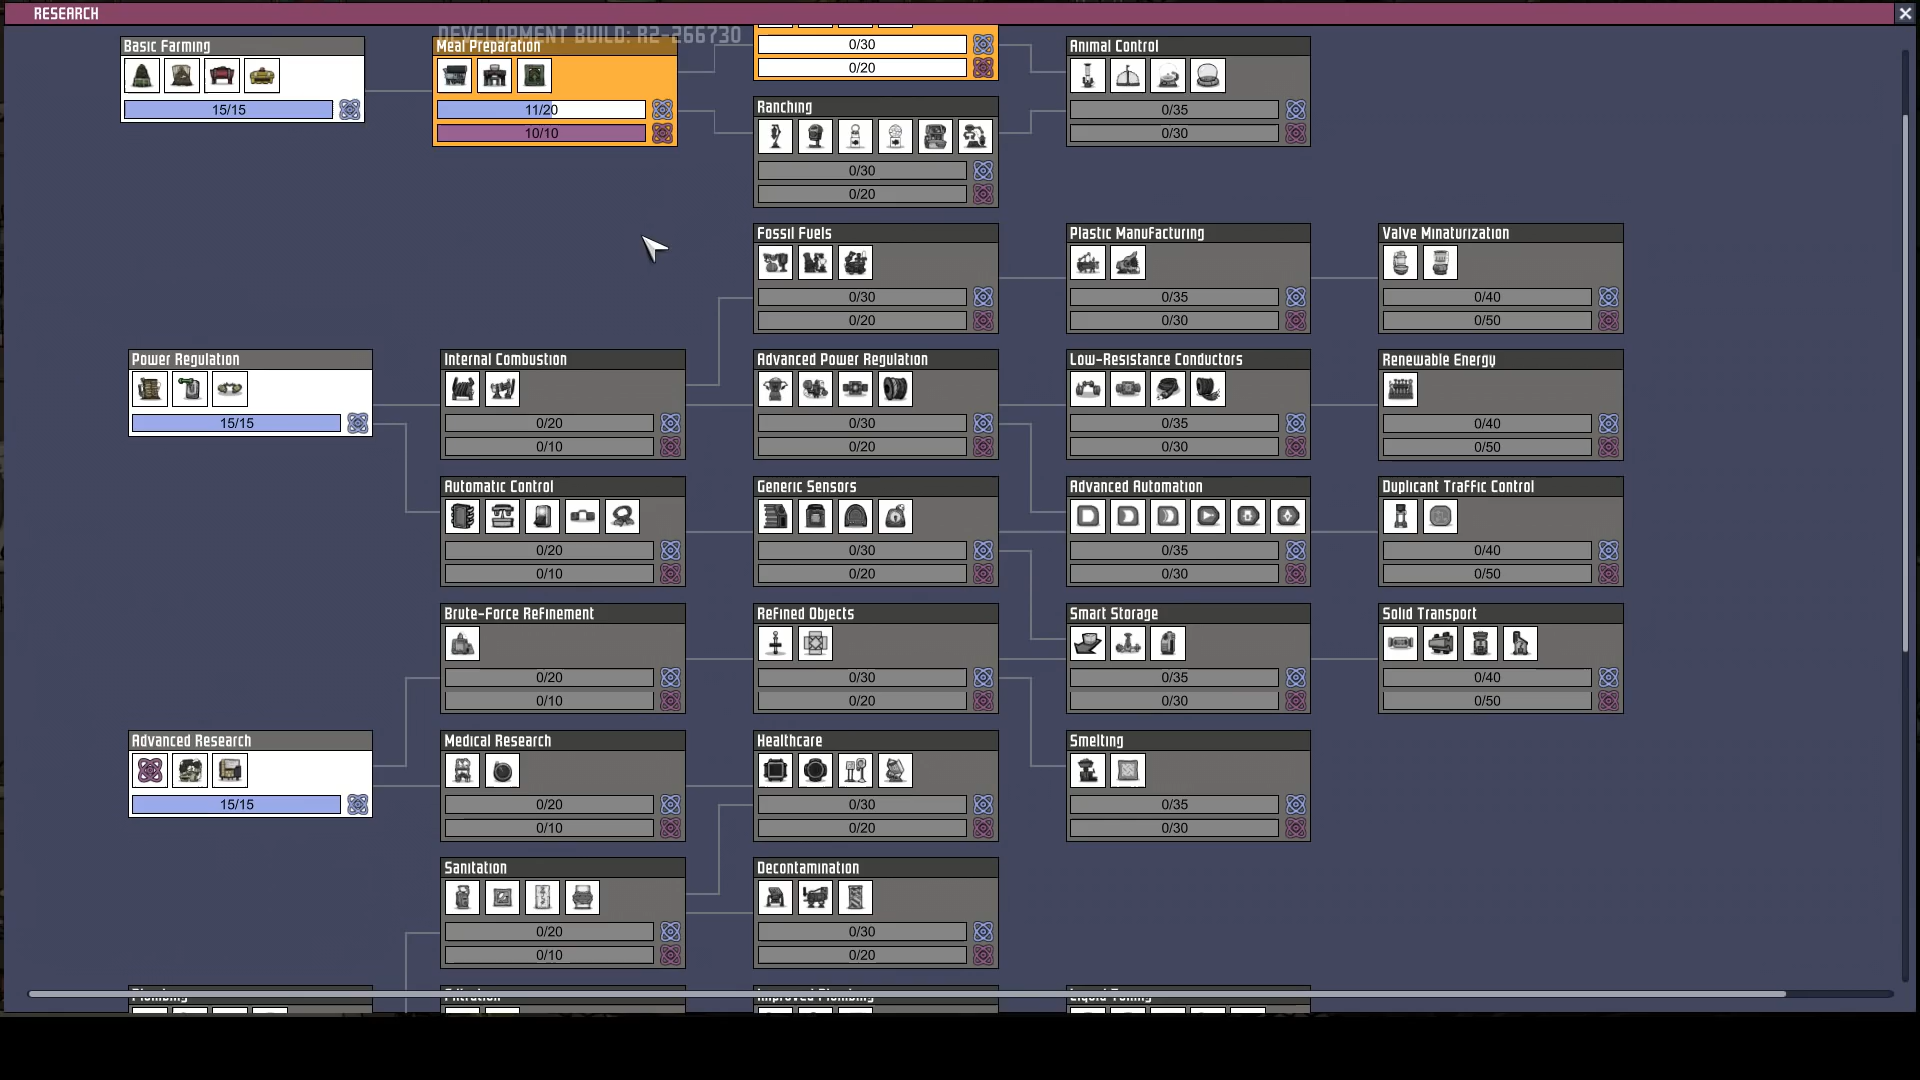 RESEARCH
DEVELOPMENT BUILD: R2-266730
Basic Farming
15/15
Meal Preparation
11/20
10/10
0/30
0/20
Animal Control
0/35
0/30
Ranching
0/30
0/20
Fossil Fuels
0/30
0/20
Plastic Manufacturing
0/35
0/30
Valve Minaturization
0/40
0/50
Power Regulation
15/15
Internal Combustion
0/20
0/10
Advanced Power Regulation
0/30
0/20
Low-Resistance Conductors
0/35
0/30
Renewable Energy
0/40
0/50
Automatic Control
0/20
0/10
Generic Sensors
0/30
0/20
Advanced Automation
0/35
0/30
Duplicant Traffic Control
0/40
0/50
Brute-Force Refinement
0/20
0/10
Refined Objects
0/30
0/20
Smart Storage
0/35
0/30
Solid Transport
0/40
0/50
Advanced Research
15/15
Medical Research
0/20
0/10
Healthcare
0/30
0/20
Smelting
0/35
0/30
Sanitation
0/20
0/10
Decontamination
0/30
0/20
Plumbing
Filtration
Improved Plumbing
Liquid Tuning